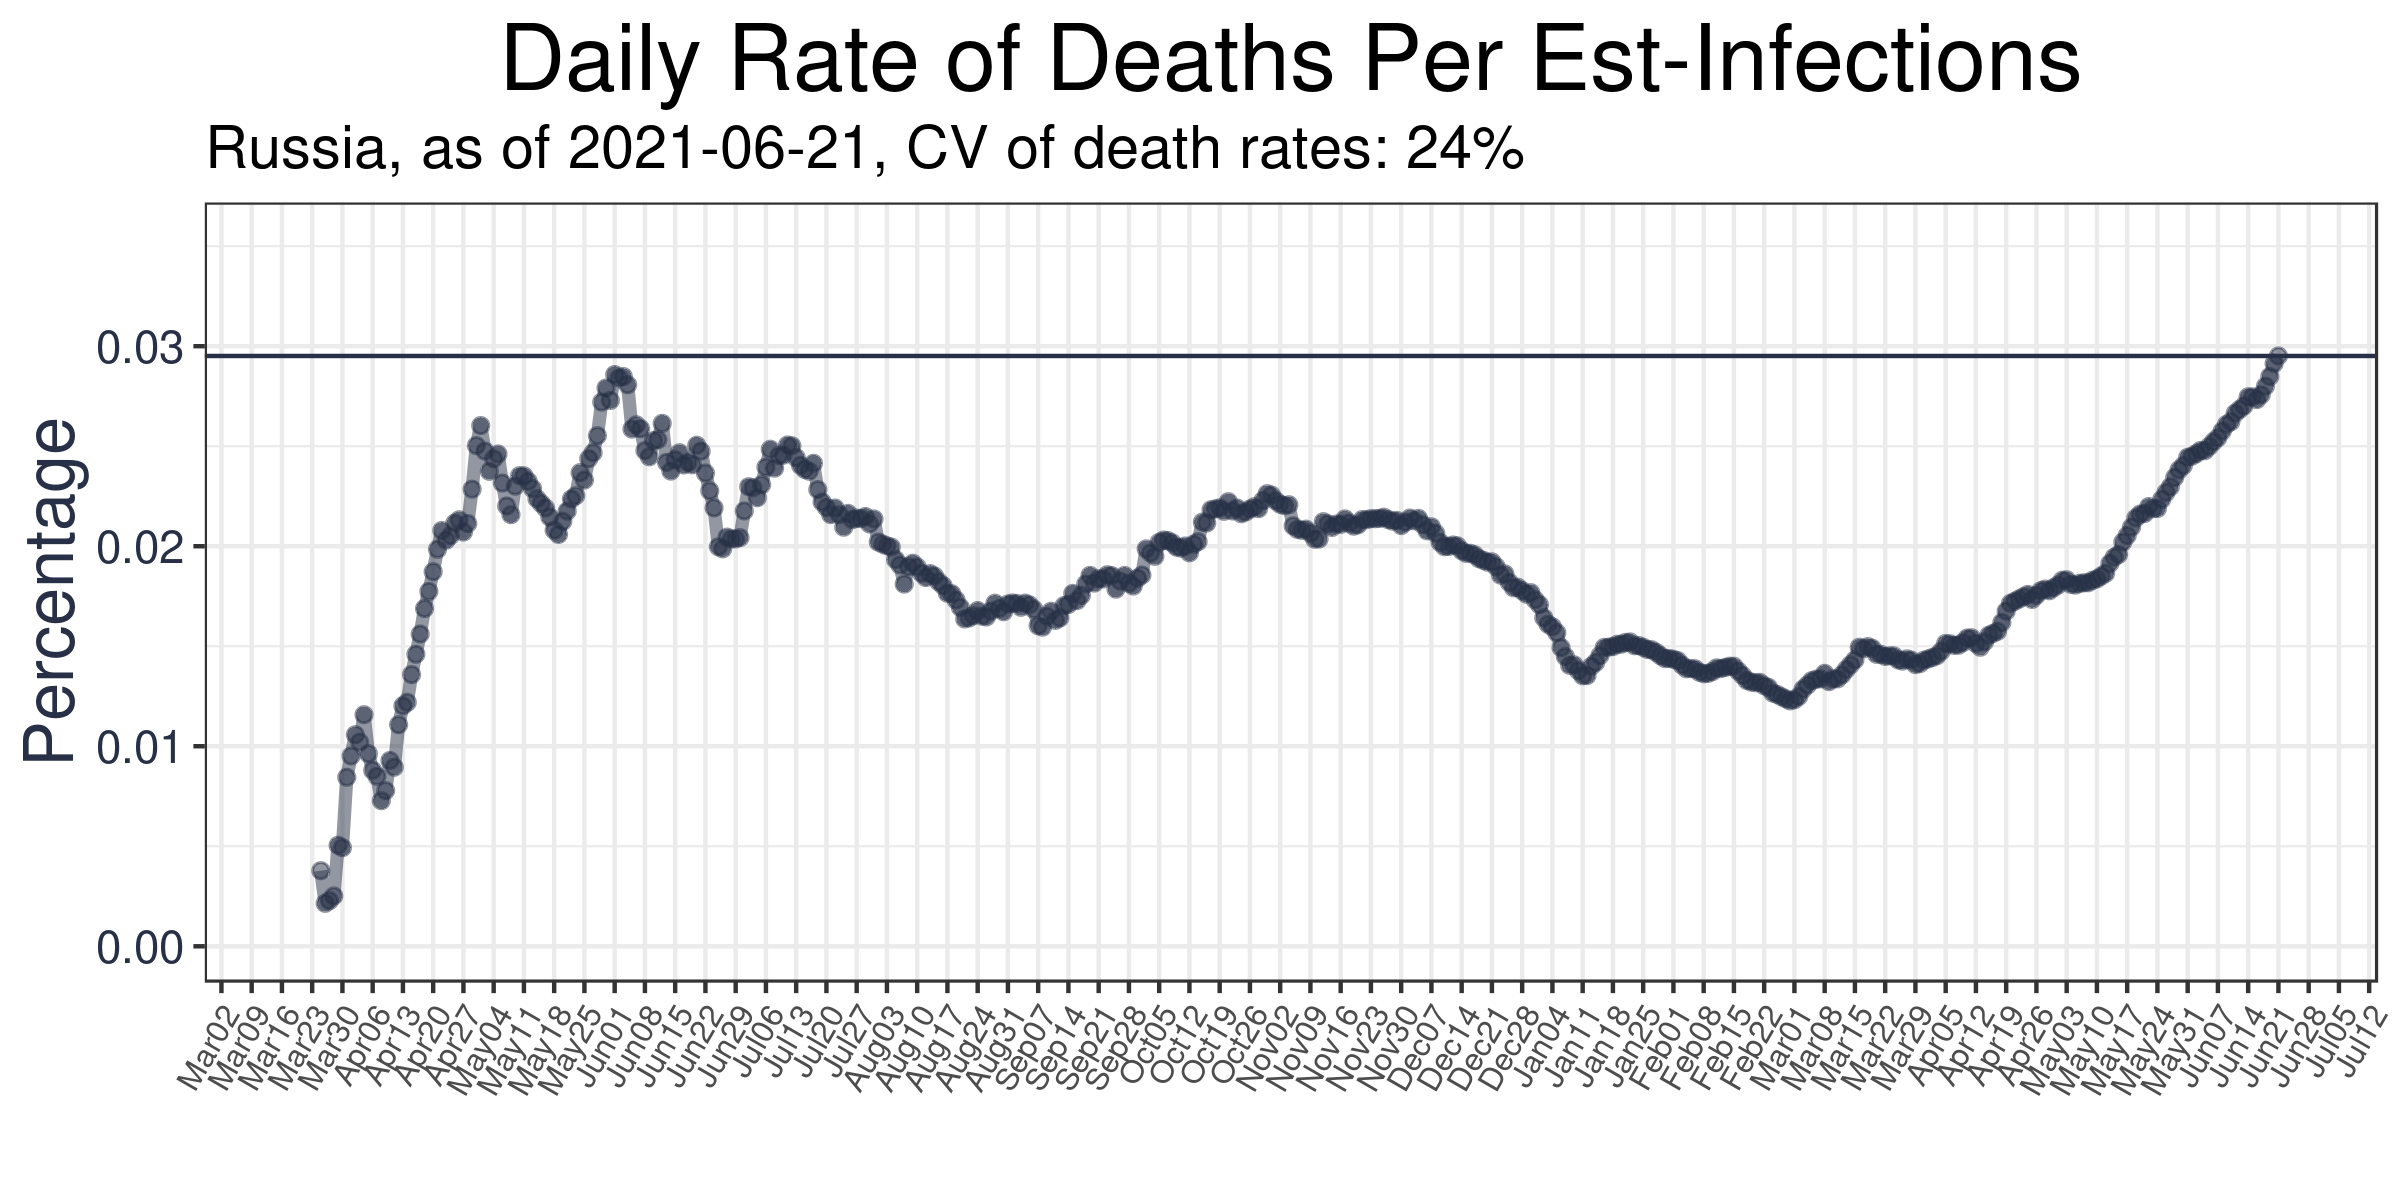 Daily Rate of Deaths Per Est-Infections
Russia, as of 2021-06-21, CV of death rates: 24%
Percentage
0.03
0.02
0.01
0.00
Mar02
Mar09
Mar16
Mar23
Mar30
Apr06
Apr13
Apr20
Apr27
May04
May11
May18
May25
Jun01
Jun08
Jun15
Jun22
Jun29
Jul06
Jul13
Jul20
Jul27
Aug03
Aug10
Aug17
Aug24
Aug31
Sep07
Sep14
Sep21
Sep28
Oct05
Oct12
Oct19
Oct26
Nov02
Nov09
Nov16
Nov23
Nov30
Dec07
Dec14
Dec21
Dec28
Jan04
Jan11
Jan18
Jan25
Feb01
Feb08
Feb15
Feb22
Mar01
Mar08
Mar15
Mar22
Mar29
Apr05
Apr12
Apr19
Apr26
May03
May10
May17
May24
May31
Jun07
Jun14
Jun21
Jun28
Jul05
Jul12